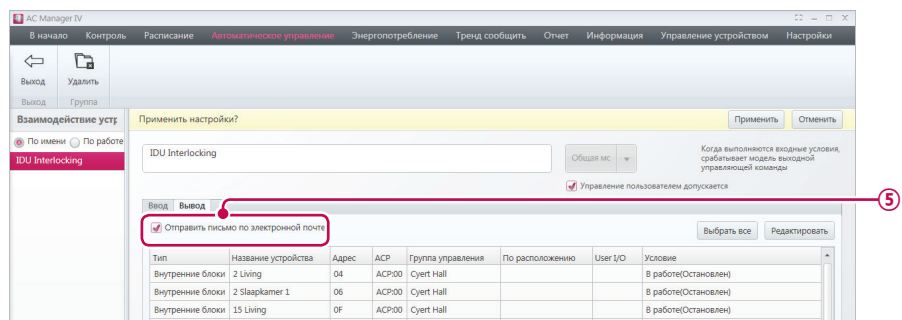 AC Manager IV
В начало Контроль Расписание Автоматическое управление Энергопотребление Тренд сообщить Отчет Информация Управление устройством Настройки
Выход Удалить
Выход Группа
Взаимодействие устр
Применить настройки? Применить Отменить
По имени По работе
IDU Interlocking
IDU Interlocking
Общая мс
Когда выполняются входные условия,
срабатывает модель выходной
управляющей команды
Управление пользователем допускается
Ввод Вывод
5
Отправить письмо по электронной почте Выбрать все Редактировать
Тип Название устройства Адрес ACP Группа управления По расположению User I/O Условие
Внутренние блоки 2 Living 04 ACP:00 Cyert Hall В работе(Остановлен)
Внутренние блоки 2 Slaapkamer 1 06 ACP:00 Cyert Hall В работе(Остановлен)
Внутренние блоки 15 Living 0F ACP:00 Cyert Hall В работе(Остановлен)